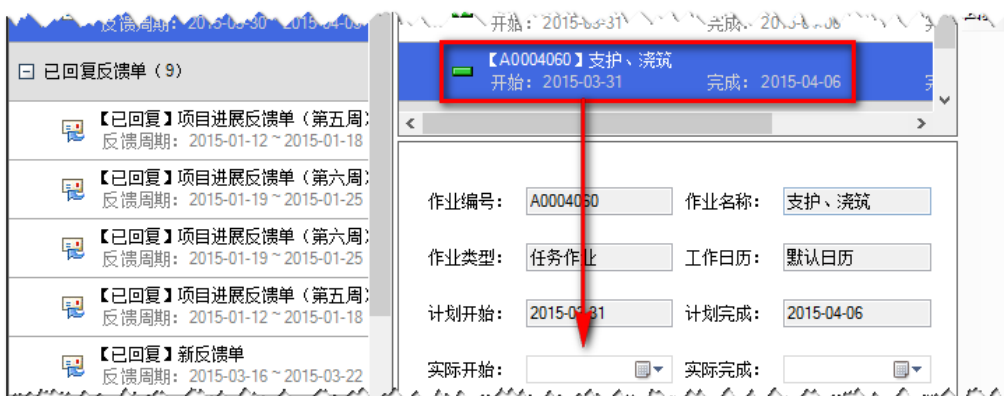 反馈周期: 2015-03-30 ~ 2015-04-05
已回复反馈单（9）
【已回复】项目进展反馈单（第五周）
反馈周期: 2015-01-12 ~ 2015-01-18
【已回复】项目进展反馈单（第六周）
反馈周期: 2015-01-19 ~ 2015-01-25
【已回复】项目进展反馈单（第六周）
反馈周期: 2015-01-19 ~ 2015-01-25
【已回复】项目进展反馈单（第五周）
反馈周期: 2015-01-12 ~ 2015-01-18
【已回复】新反馈单
反馈周期: 2015-03-16 ~ 2015-03-22
开始: 2015-03-31 完成:
【A0004060】支护、浇筑
开始: 2015-03-31 完成: 2015-04-06
作业编号: A0004060 作业名称: 支护、浇筑
作业类型: 任务作业 工作日历: 默认日历
计划开始: 2015-03-31 计划完成: 2015-04-06
实际开始: 实际完成: